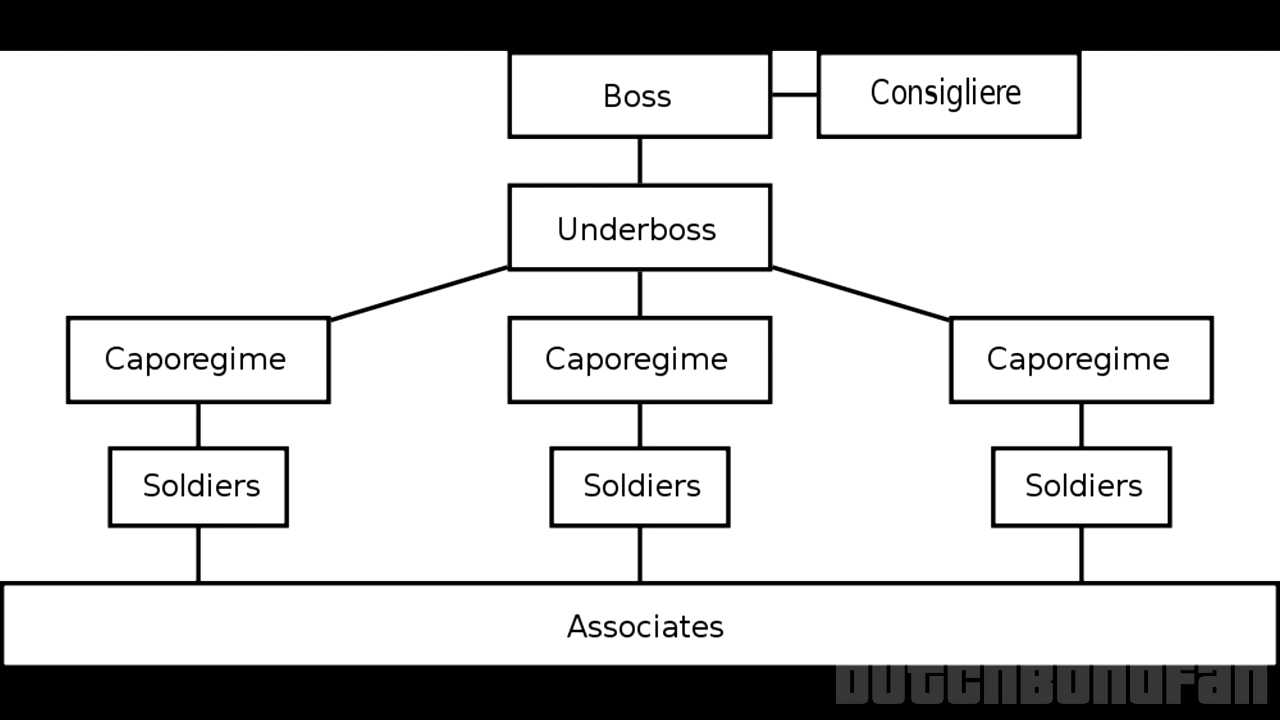 Boss
Consigliere
Underboss
Caporegime
Caporegime
Caporegime
Soldiers
Soldiers
Soldiers
Associates
DutchBondFan